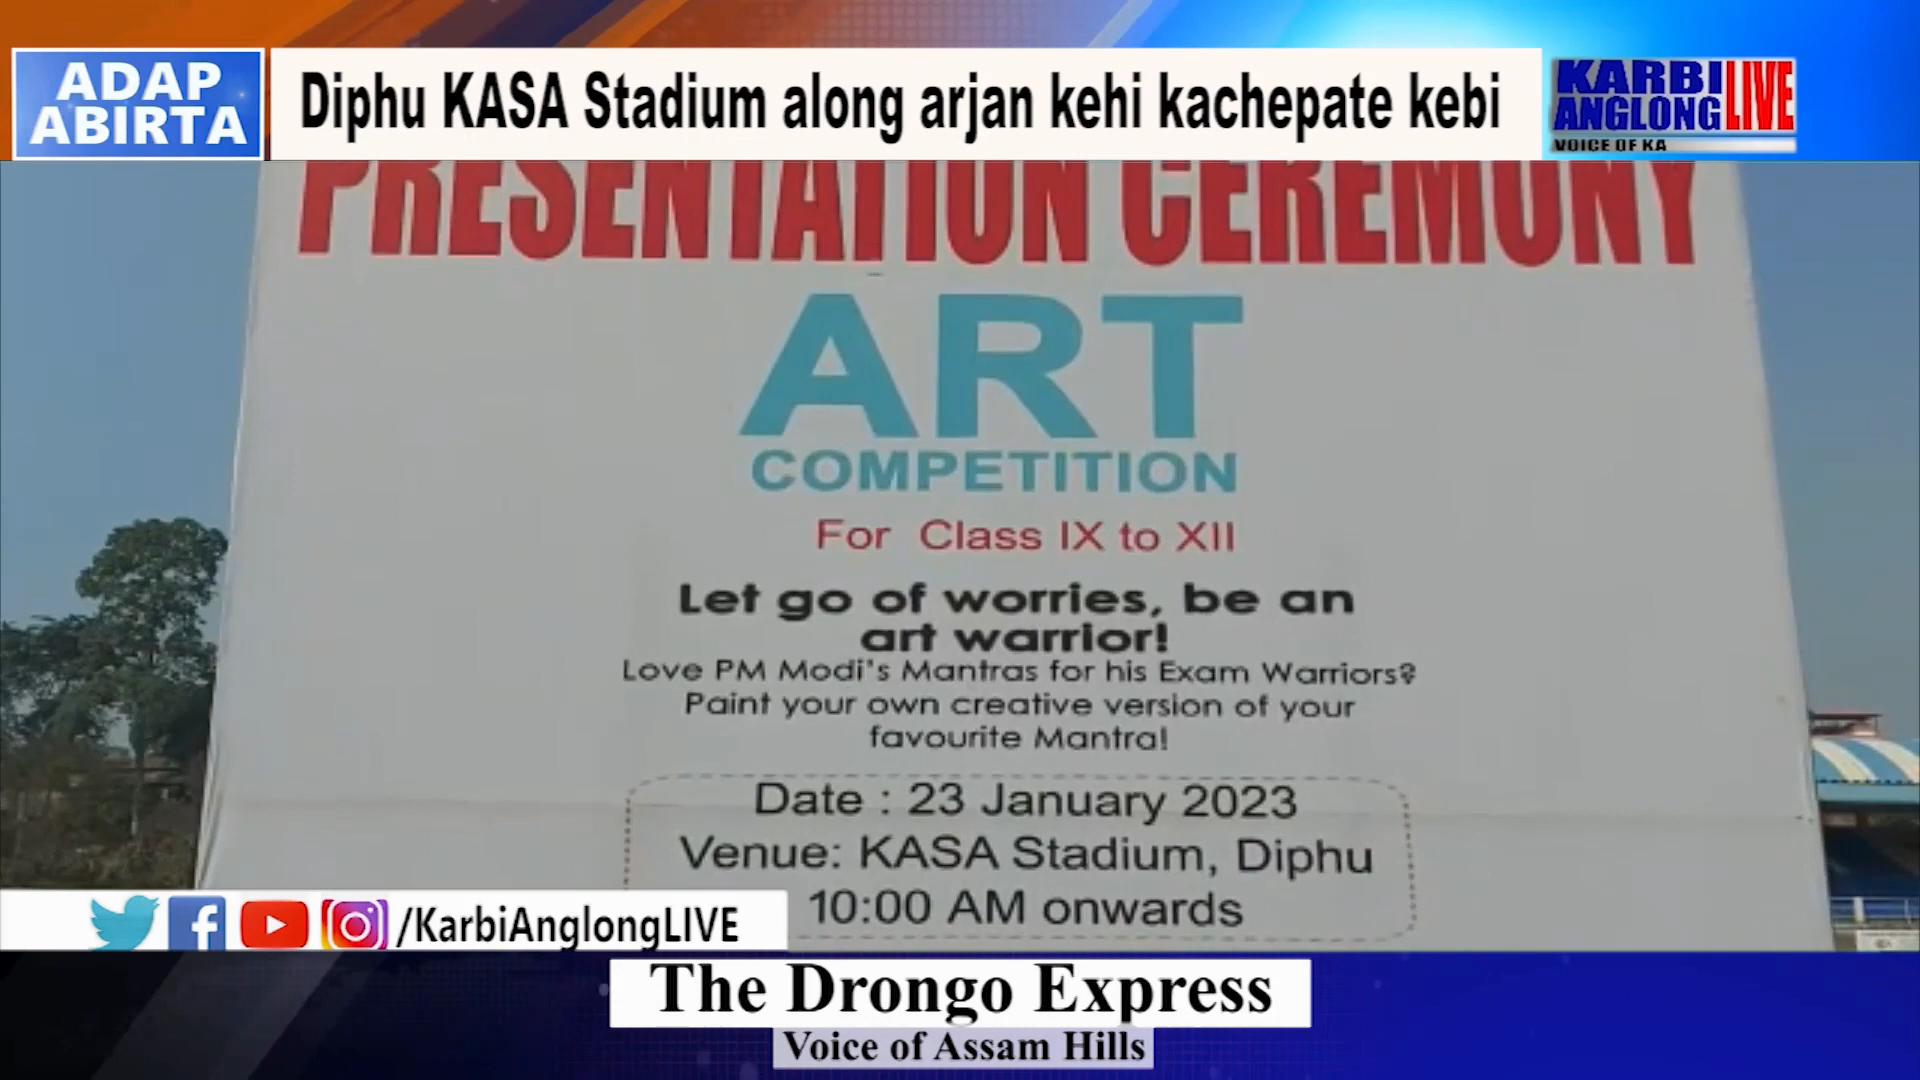 ADAP
ABIRTA
Diphu KASA Stadium along arjan kehi kachepate kebi
KARBI
ANGLONG
LIVE
VOICE OF KA
PRESENTATION CEREMONY
ART
COMPETITION
For Class IX to XII
Let go of worries, be an
art warrior!
Love PM Modi's Mantras for his Exam Warriors?
Paint your own creative version of your
favourite Mantra!
Date : 23 January 2023
Venue: KASA Stadium, Diphu
10:00 AM onwards
/KarbiAnglongLIVE
The Drongo Express
Voice of Assam Hills